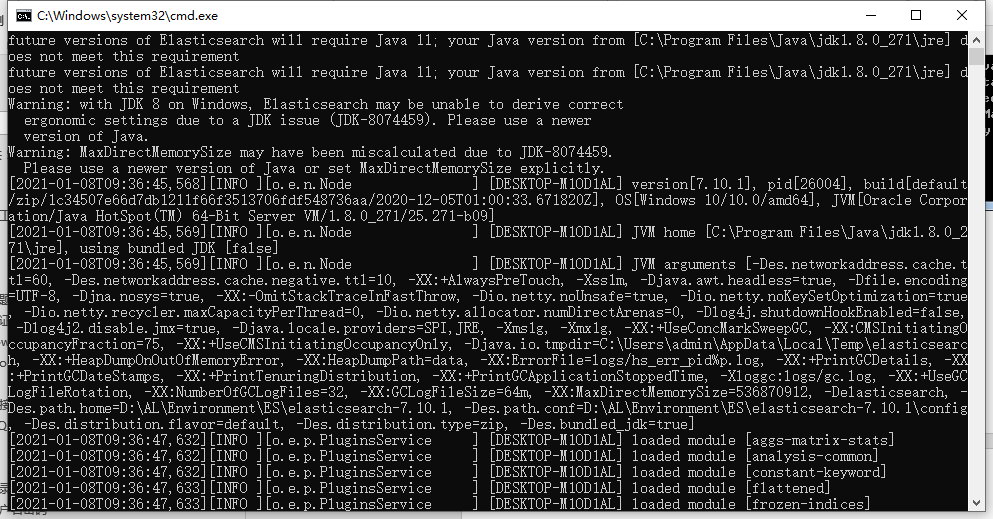 C:\Windows\system32\cmd.exe
future versions of Elasticsearch will require Java 11; your Java version from [C:\Program Files\Java\jdk1.8.0_271\jre] d
oes not meet this requirement
future versions of Elasticsearch will require Java 11; your Java version from [C:\Program Files\Java\jdk1.8.0_271\jre] d
oes not meet this requirement
Warning: with JDK 8 on Windows, Elasticsearch may be unable to derive correct
  ergonomic settings due to a JDK issue (JDK-8074459). Please use a newer
  version of Java.
Warning: MaxDirectMemorySize may have been miscalculated due to JDK-8074459.
  Please use a newer version of Java or set MaxDirectMemorySize explicitly.
[2021-01-08T09:36:45,568][INFO ][o.e.n.Node               ] [DESKTOP-M1OD1AL] version[7.10.1], pid[26004], build[default
/zip/1c34507e66d7db1211f66f3513706fdf548736aa/2020-12-05T01:00:33.671820Z], OS[Windows 10/10.0/amd64], JVM[Oracle Corpor
ation/Java HotSpot(TM) 64-Bit Server VM/1.8.0_271/25.271-b09]
[2021-01-08T09:36:45,569][INFO ][o.e.n.Node               ] [DESKTOP-M1OD1AL] JVM home [C:\Program Files\Java\jdk1.8.0_2
71\jre], using bundled JDK [false]
[2021-01-08T09:36:45,569][INFO ][o.e.n.Node               ] [DESKTOP-M1OD1AL] JVM arguments [-Des.networkaddress.cache.t
tl=60, -Des.networkaddress.cache.negative.ttl=10, -XX:+AlwaysPreTouch, -Xss1m, -Djava.awt.headless=true, -Dfile.encoding
=UTF-8, -Djna.nosys=true, -XX:-OmitStackTraceInFastThrow, -Dio.netty.noUnsafe=true, -Dio.netty.noKeySetOptimization=true
, -Dio.netty.recycler.maxCapacityPerThread=0, -Dio.netty.allocator.numDirectArenas=0, -Dlog4j.shutdownHookEnabled=false,
 -Dlog4j2.disable.jmx=true, -Djava.locale.providers=SPI,JRE, -Xms1g, -Xmx1g, -XX:+UseConcMarkSweepGC, -XX:CMSInitiatingO
ccupancyFraction=75, -XX:+UseCMSInitiatingOccupancyOnly, -Djava.io.tmpdir=C:\Users\admin\AppData\Local\Temp\elasticsearc
h, -XX:+HeapDumpOnOutOfMemoryError, -XX:HeapDumpPath=data, -XX:ErrorFile=logs/hs_err_pid%p.log, -XX:+PrintGCDetails, -XX
:+PrintGCDateStamps, -XX:+PrintTenuringDistribution, -XX:+PrintGCApplicationStoppedTime, -Xloggc:logs/gc.log, -XX:+UseGC
LogFileRotation, -XX:NumberOfGCLogFiles=32, -XX:GCLogFileSize=64m, -XX:MaxDirectMemorySize=536870912, -Delasticsearch, -
Des.path.home=D:\AL\Environment\ES\elasticsearch-7.10.1, -Des.path.conf=D:\AL\Environment\ES\elasticsearch-7.10.1\config
, -Des.distribution.flavor=default, -Des.distribution.type=zip, -Des.bundled_jdk=true]
[2021-01-08T09:36:47,632][INFO ][o.e.p.PluginsService     ] [DESKTOP-M1OD1AL] loaded module [aggs-matrix-stats]
[2021-01-08T09:36:47,632][INFO ][o.e.p.PluginsService     ] [DESKTOP-M1OD1AL] loaded module [analysis-common]
[2021-01-08T09:36:47,632][INFO ][o.e.p.PluginsService     ] [DESKTOP-M1OD1AL] loaded module [constant-keyword]
[2021-01-08T09:36:47,633][INFO ][o.e.p.PluginsService     ] [DESKTOP-M1OD1AL] loaded module [flattened]
[2021-01-08T09:36:47,633][INFO ][o.e.p.PluginsService     ] [DESKTOP-M1OD1AL] loaded module [frozen-indices]